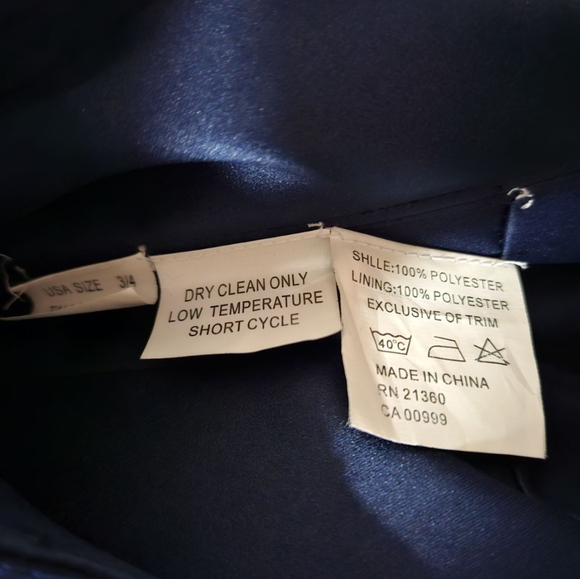 USA SIZE 3/4
DRY CLEAN ONLY
LOW TEMPERATURE
SHORT CYCLE
SHLLE:100% POLYESTER
LINING:100% POLYESTER
EXCLUSIVE OF TRIM
40°C
MADE IN CHINA
RN 21360
CA 00999